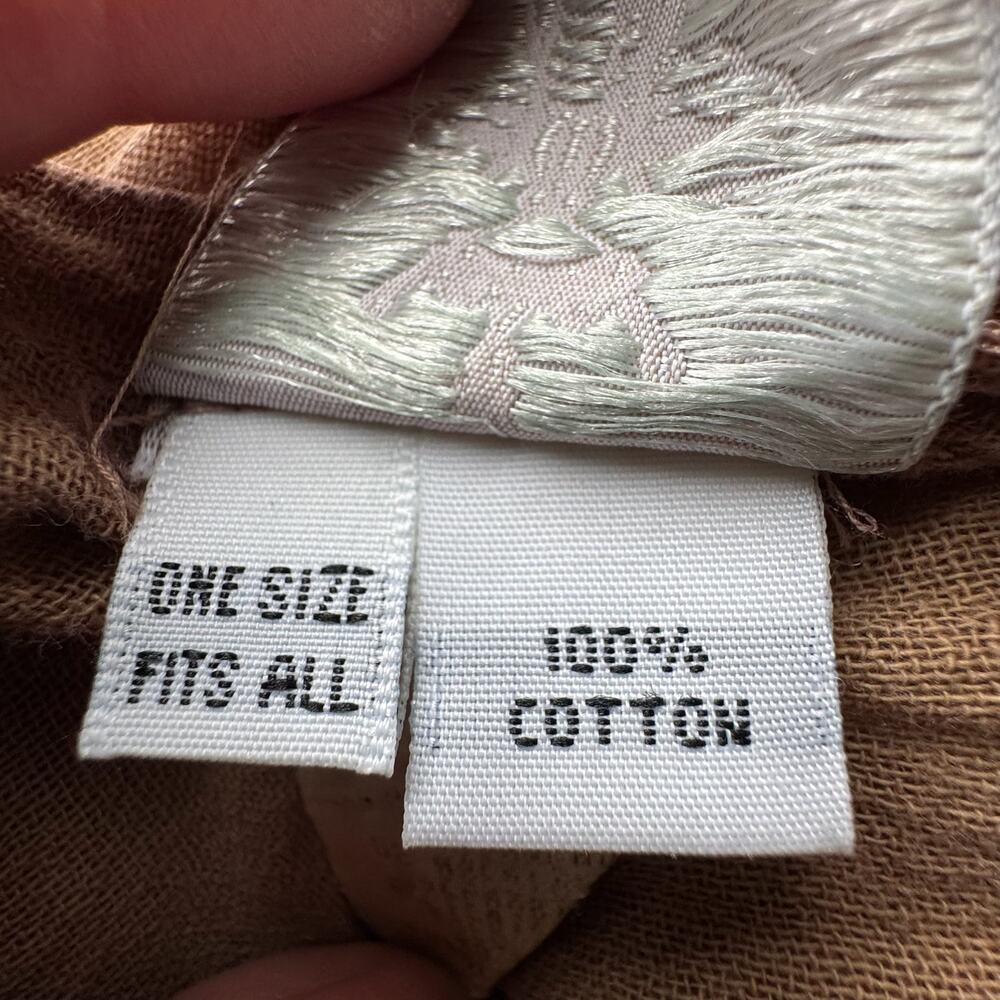 ONE SIZE
FITS ALL
100%
COTTON